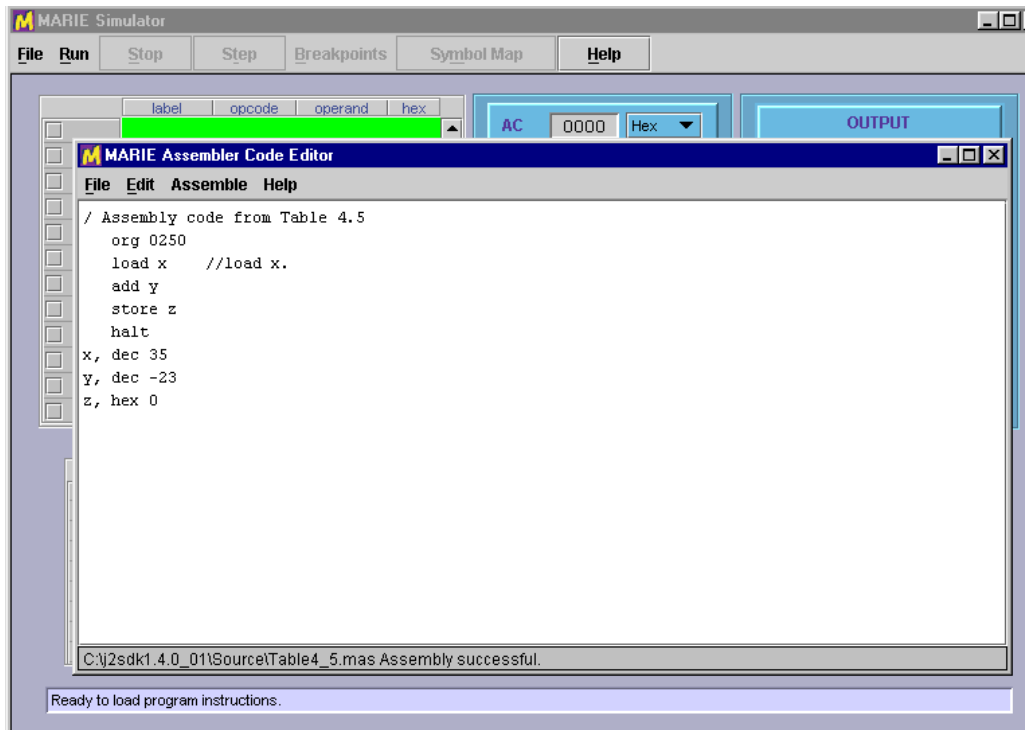 MARIE Simulator
File Run Stop Step Breakpoints Symbol Map Help
label opcode operand hex
AC 0000 Hex
OUTPUT
MARIE Assembler Code Editor
File Edit Assemble Help
/ Assembly code from Table 4.5
org 0250
load x //load x.
add y
store z
halt
x, dec 35
y, dec -23
z, hex 0
C:\j2sdk1.4.0_01\Source\Table4_5.mas Assembly successful.
Ready to load program instructions.